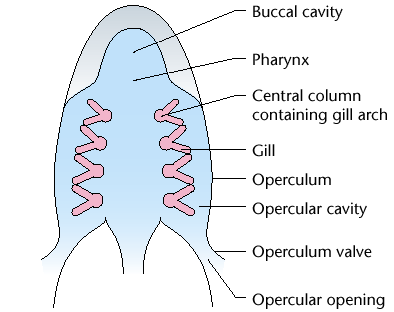 Buccal cavity
Pharynx
Central column
containing gill arch
Gill
Operculum
Opercular cavity
Operculum valve
Opercular opening